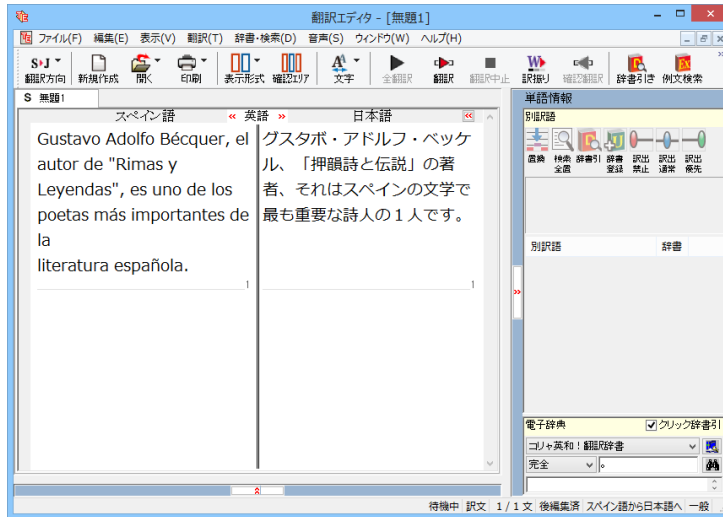 翻訳エディタ - [無題1]
ファイル(F) 編集(E) 表示(V) 翻訳(T) 辞書・検索(D) 音声(S) ウィンドウ(W) ヘルプ(H)
S›J
翻訳方向 新規作成 開く 印刷 表示形式 確認エリア 文字 全翻訳 翻訳 翻訳中止 訳振り 確認翻訳 辞書引き 例文検索
S 無題1
スペイン語 « 英語 » 日本語 «
Gustavo Adolfo Bécquer, el
autor de "Rimas y
Leyendas", es uno de los
poetas más importantes de
la
literatura española.
1
グスタボ・アドルフ・ベッケ
ル、「押韻詩と伝説」の著
者、それはスペインの文学で
最も重要な詩人の１人です。
1
»
単語情報
別訳語
置換 検索 辞書引 辞書 訳出 訳出 訳出
全置 登録 禁止 通常 優先
別訳語 辞書
電子辞典 クリック辞書引
コリャ英和！翻訳辞書
完全 。
待機中 訳文 1 / 1 文 後編集済 スペイン語から日本語へ 一般